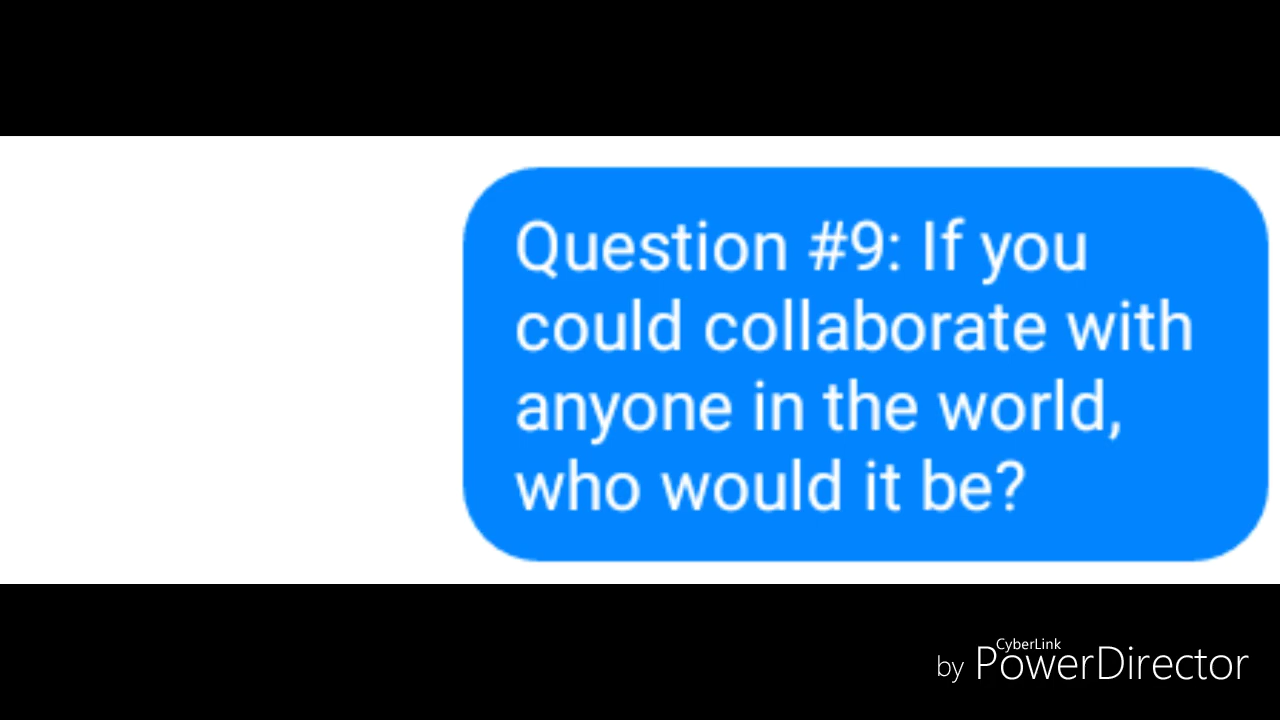 Question #9: If you
could collaborate with
anyone in the world,
who would it be?
CyberLink
by PowerDirector